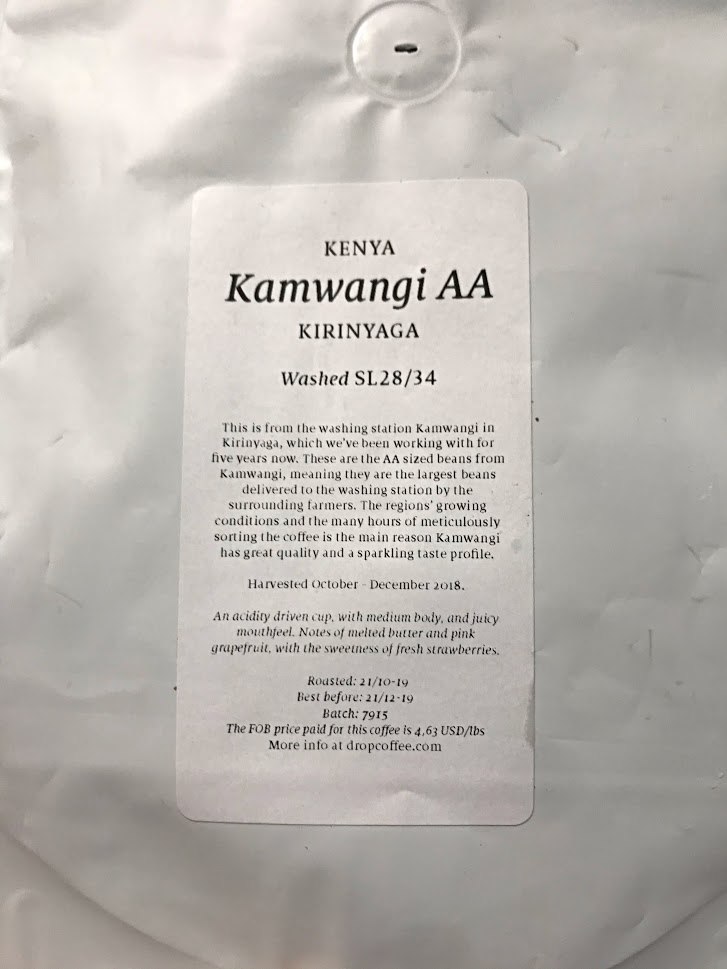 KENYA
Kamwangi AA
KIRINYAGA
Washed SL28/34
This is from the washing station Kamwangi in
Kirinyaga, which we've been working with for
five years now. These are the AA sized beans from
Kamwangi, meaning they are the largest beans
delivered to the washing station by the
surrounding farmers. The regions' growing
conditions and the many hours of meticulously
sorting the coffee is the main reason Kamwangi
has great quality and a sparkling taste profile.
Harvested October - December 2018.
An acidity driven cup, with medium body, and juicy
mouthfeel. Notes of melted butter and pink
grapefruit, with the sweetness of fresh strawberries.
Roasted: 21/10-19
Best before: 21/12-19
Batch: 7915
The FOB price paid for this coffee is 4,63 USD/lbs
More info at dropcoffee.com